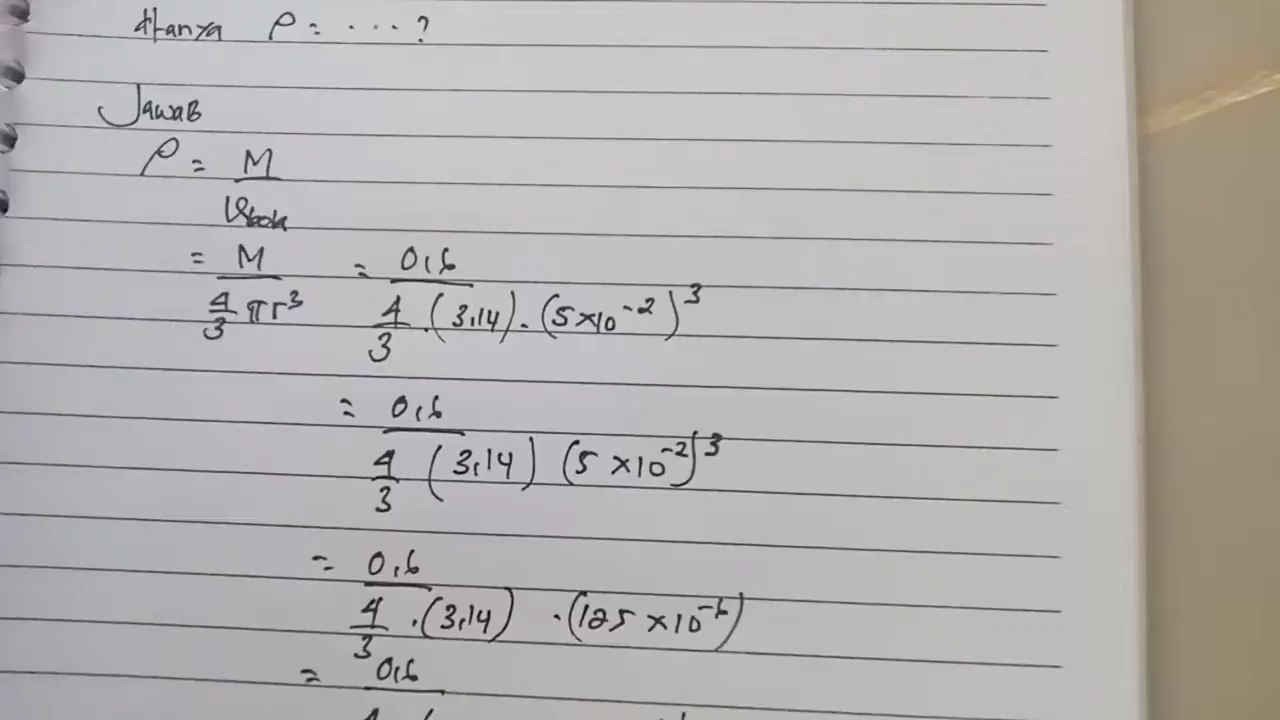 ditanya ρ = . . . . ?
Jawab
ρ = M
Vbola
= M = 0,6
4/3 πr³ 4/3 . (3,14) . (5×10⁻²)³
= 0,6
4/3 (3,14) (5 ×10⁻²)³
= 0,6
4/3 . (3,14) . (125 ×10⁻⁶)
= 0,6